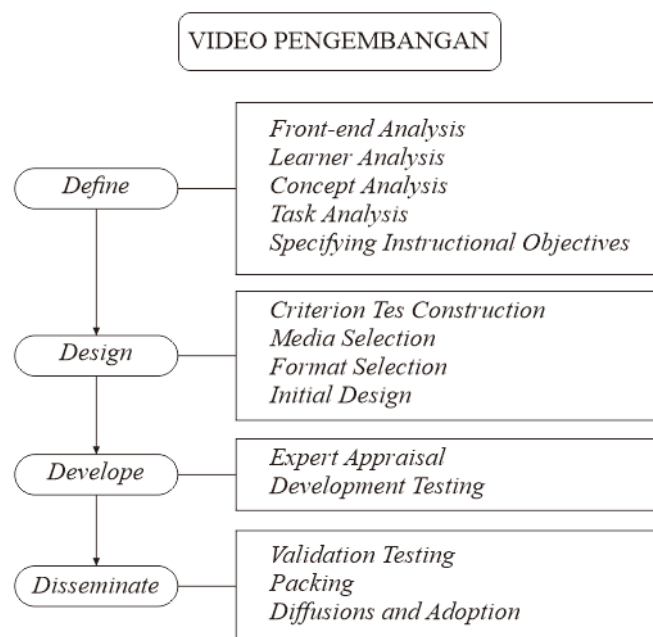 VIDEO PENGEMBANGAN
Define
Front-end Analysis
Learner Analysis
Concept Analysis
Task Analysis
Specifying Instructional Objectives
Design
Criterion Tes Construction
Media Selection
Format Selection
Initial Design
Develope
Expert Appraisal
Development Testing
Disseminate
Validation Testing
Packing
Diffusions and Adoption